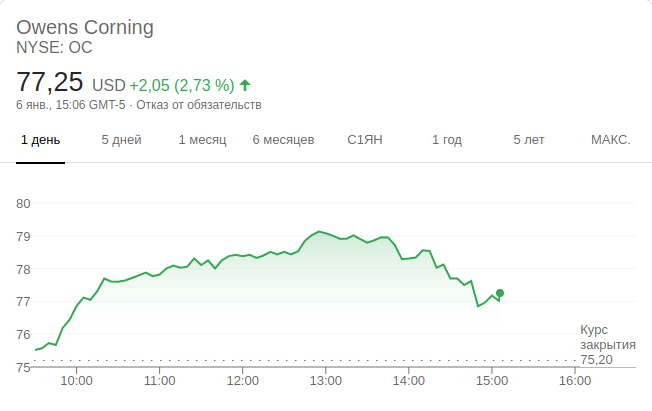 Owens Corning
NYSE: OC
77,25 USD +2,05 (2,73 %)
6 янв., 15:06 GMT-5 · Отказ от обязательств
1 день 5 дней 1 месяц 6 месяцев С1ЯН 1 год 5 лет МАКС.
80
79
78
77
Курс
76
закрытия
75,20
75
10:00 11:00 12:00 13:00 14:00 15:00 16:00